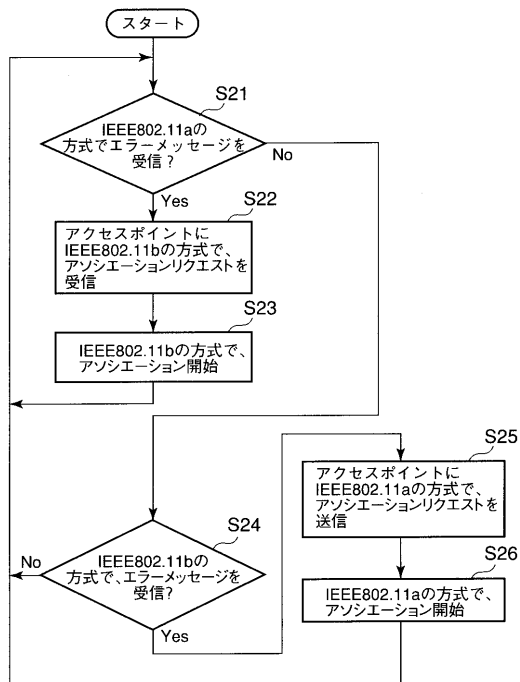 スタート
S21
IEEE802.11aの
方式でエラーメッセージを
受信？
No
Yes
S22
アクセスポイントに
IEEE802.11bの方式で、
アソシエーションリクエストを
受信
S23
IEEE802.11bの方式で、
アソシエーション開始
S24
IEEE802.11bの
方式で、エラーメッセージを
受信？
No
Yes
S25
アクセスポイントに
IEEE802.11aの方式で、
アソシエーションリクエストを
送信
S26
IEEE802.11aの方式で、
アソシエーション開始